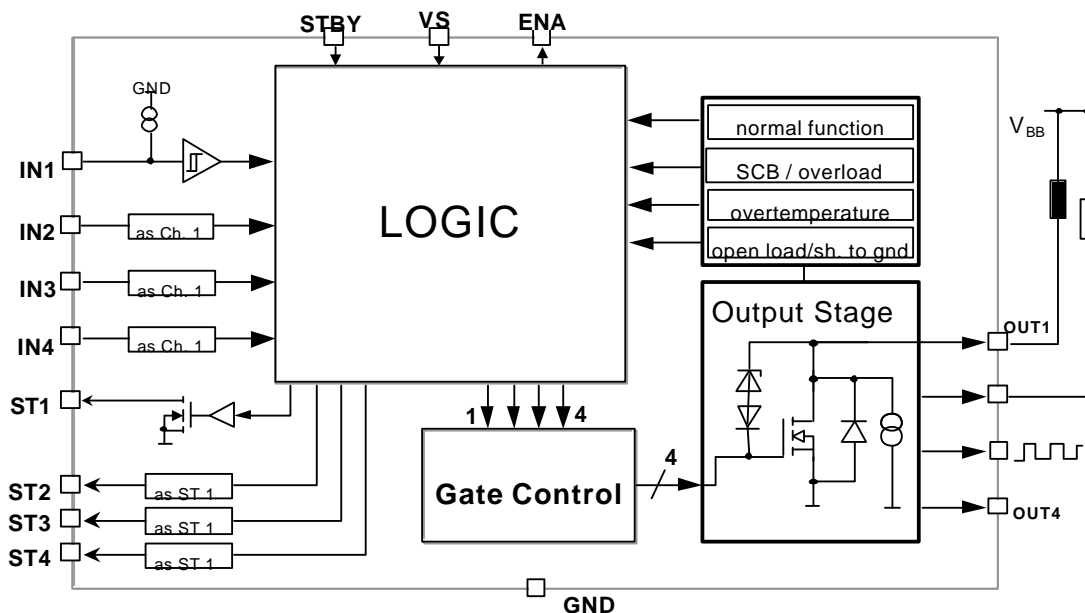 STBY VS ENA
GND
IN1
IN2
as Ch. 1
IN3
as Ch. 1
IN4
as Ch. 1
LOGIC
normal function
SCB / overload
overtemperature
open load/sh. to gnd
VBB
Output Stage
OUT1
OUT4
ST1
1 4
Gate Control
4
ST2
as ST 1
ST3
as ST 1
ST4
as ST 1
GND